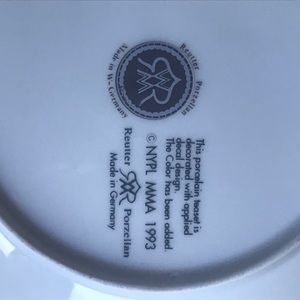 Reutter Porzellan
Made in W-Germany
This porcelain teaset is
decorated with applied
decal design.
The Color has been added.
© NYPL MMA 1993
Reutter Porzellan
Made in Germany